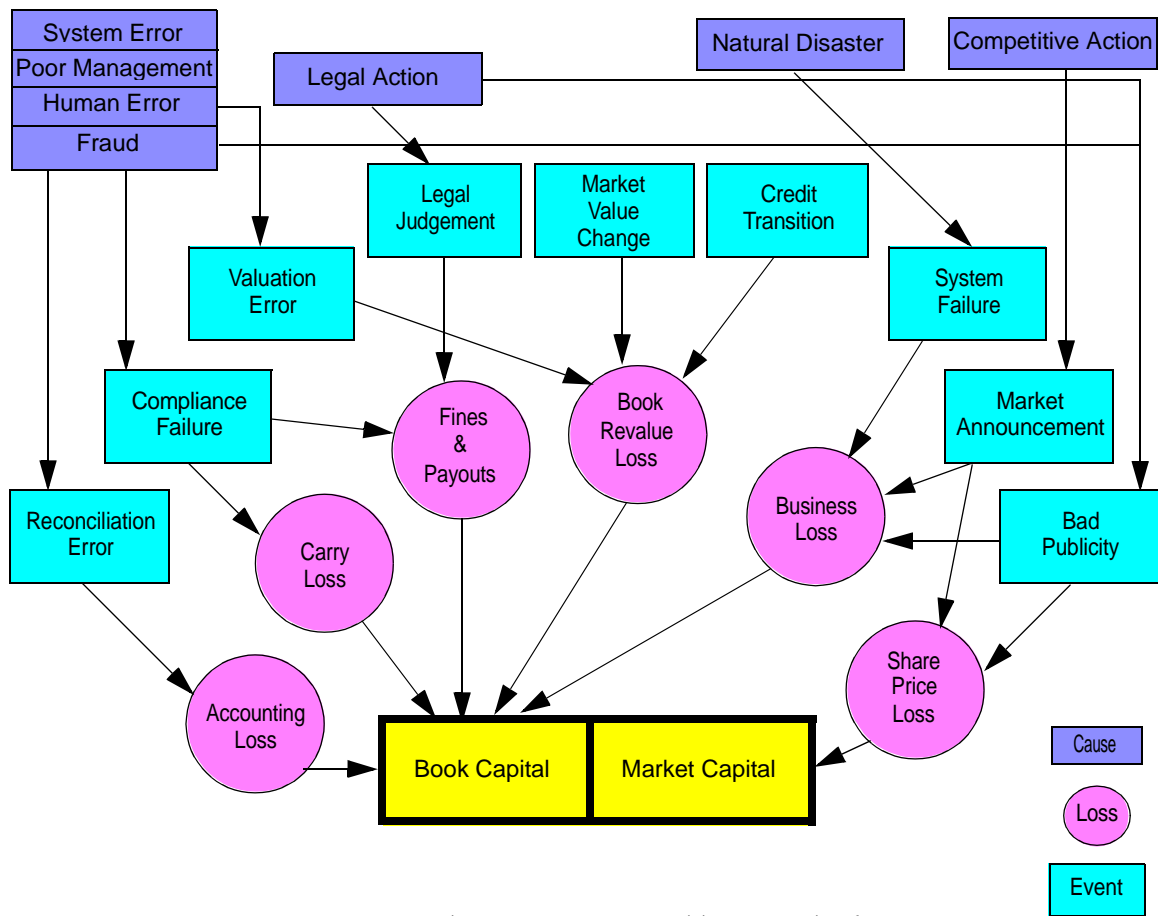 System Error
Poor Management
Human Error
Fraud
Legal Action
Natural Disaster
Competitive Action
Legal
Judgement
Market
Value
Change
Credit
Transition
Valuation
Error
System
Failure
Compliance
Failure
Fines
&
Payouts
Book
Revalue
Loss
Market
Announcement
Reconciliation
Error
Carry
Loss
Business
Loss
Bad
Publicity
Accounting
Loss
Share
Price
Loss
Book Capital
Market Capital
Cause
Loss
Event